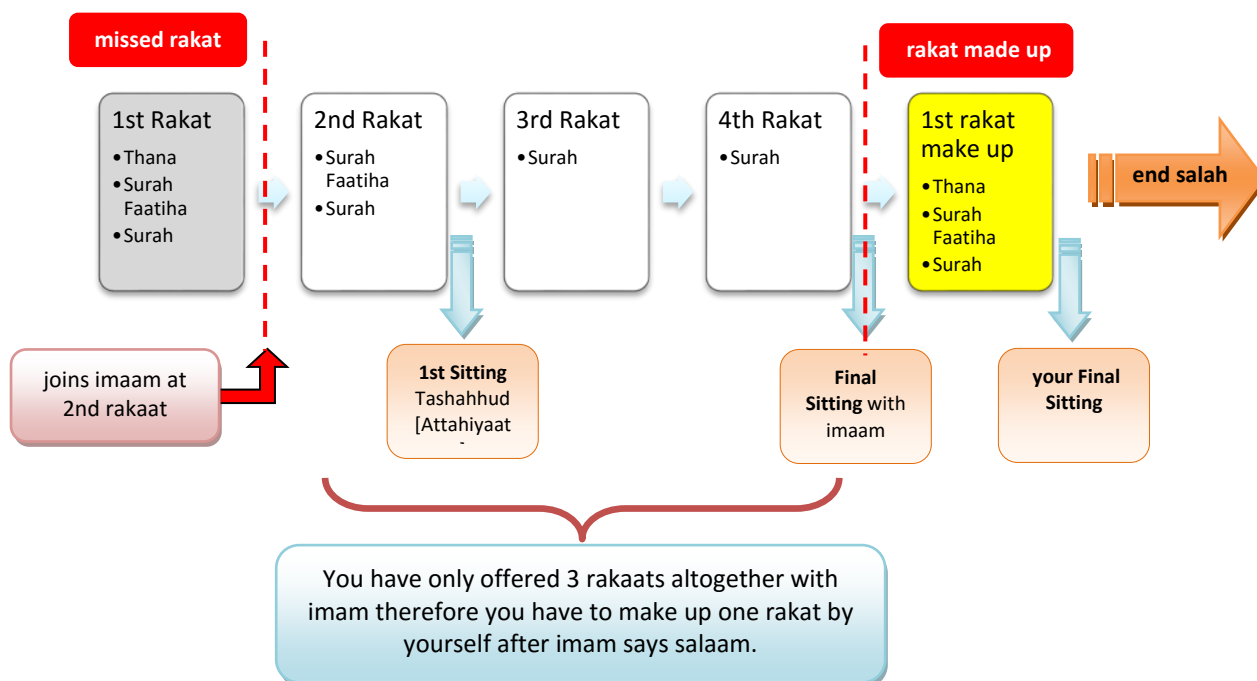 missed rakat
rakat made up
1st Rakat
•Thana
•Surah
Faatiha
•Surah
2nd Rakat
•Surah
Faatiha
•Surah
3rd Rakat
•Surah
4th Rakat
•Surah
1st rakat
make up
•Thana
•Surah
Faatiha
•Surah
end salah
joins imaam at
2nd rakaat
1st Sitting
Tashahhud
[Attahiyaat
Final
Sitting with
imaam
your Final
Sitting
You have only offered 3 rakaats altogether with
imam therefore you have to make up one rakat by
yourself after imam says salaam.